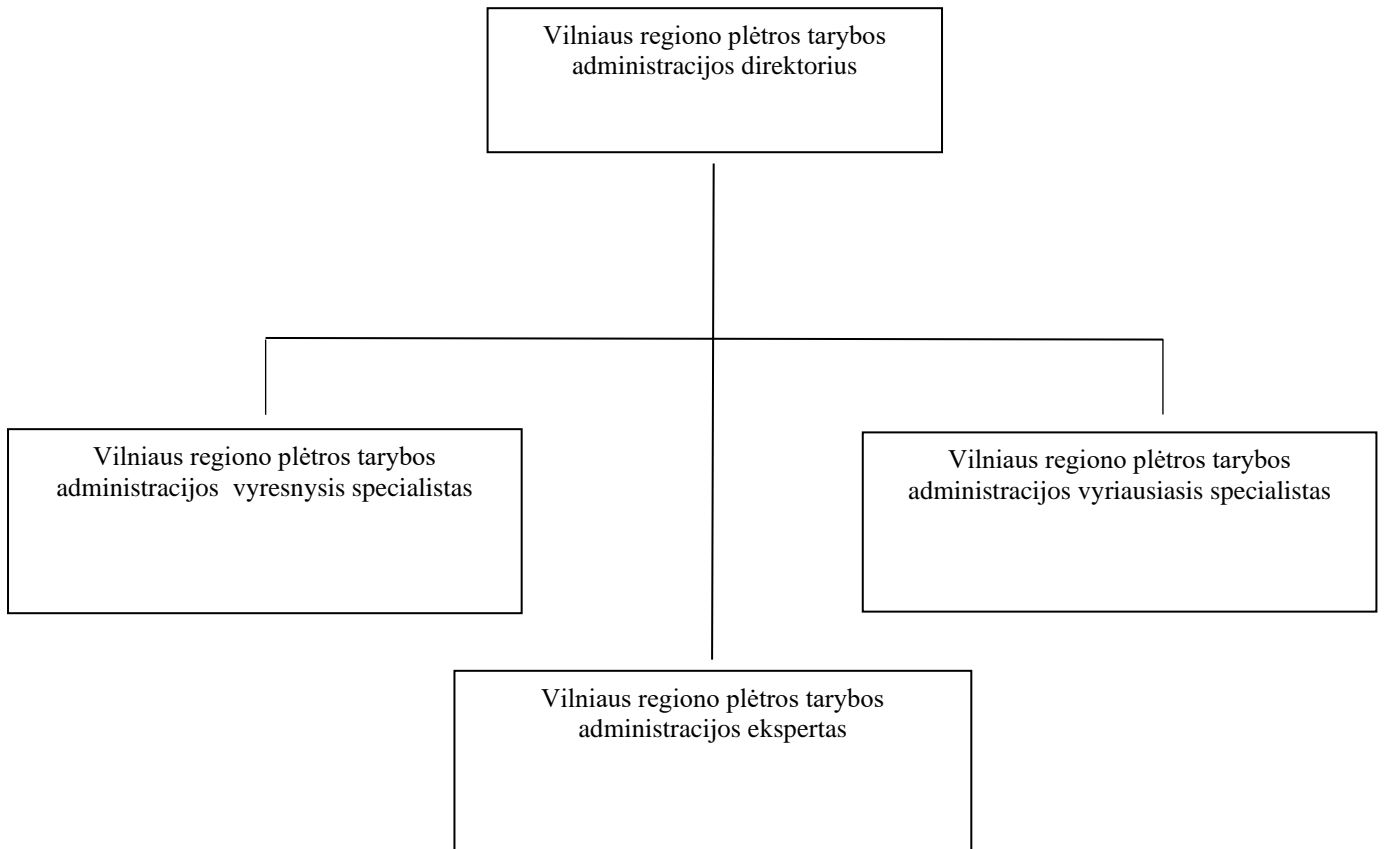 Vilniaus regiono plėtros tarybos
administracijos direktorius
Vilniaus regiono plėtros tarybos
administracijos  vyresnysis specialistas
Vilniaus regiono plėtros tarybos
administracijos vyriausiasis specialistas
Vilniaus regiono plėtros tarybos
administracijos ekspertas